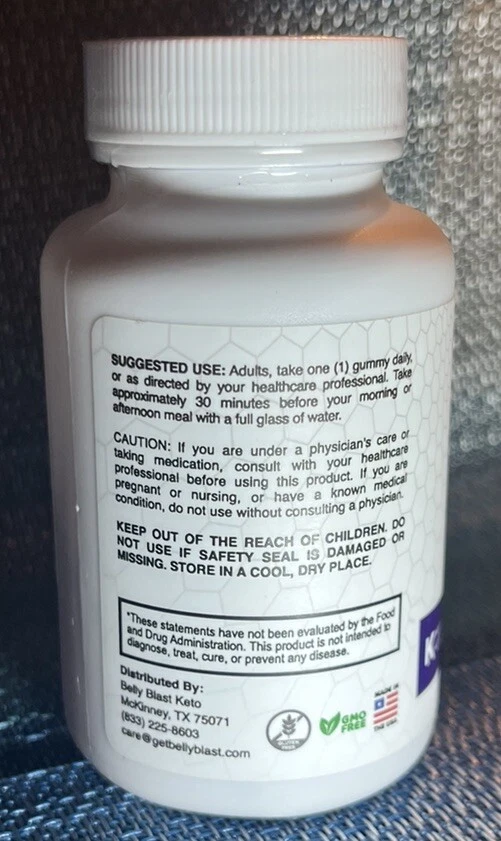 SUGGESTED USE: Adults, take one (1) gummy daily,
or as directed by your healthcare professional. Take
approximately 30 minutes before your morning or
afternoon meal with a full glass of water.
CAUTION: If you are under a physician's care or
taking medication, consult with your healthcare
professional before using this product. If you are
pregnant or nursing, or have a known medical
condition, do not use without consulting a physician.
KEEP OUT OF THE REACH OF CHILDREN. DO
NOT USE IF SAFETY SEAL IS DAMAGED OR
MISSING. STORE IN A COOL, DRY PLACE.
*These statements have not been evaluated by the Food
and Drug Administration. This product is not intended to
diagnose, treat, cure, or prevent any disease.
Distributed By:
Belly Blast Keto
McKinney, TX 75071
(833) 225-8603
care@getbellyblast.com
GMO
FREE
MADE IN
THE USA